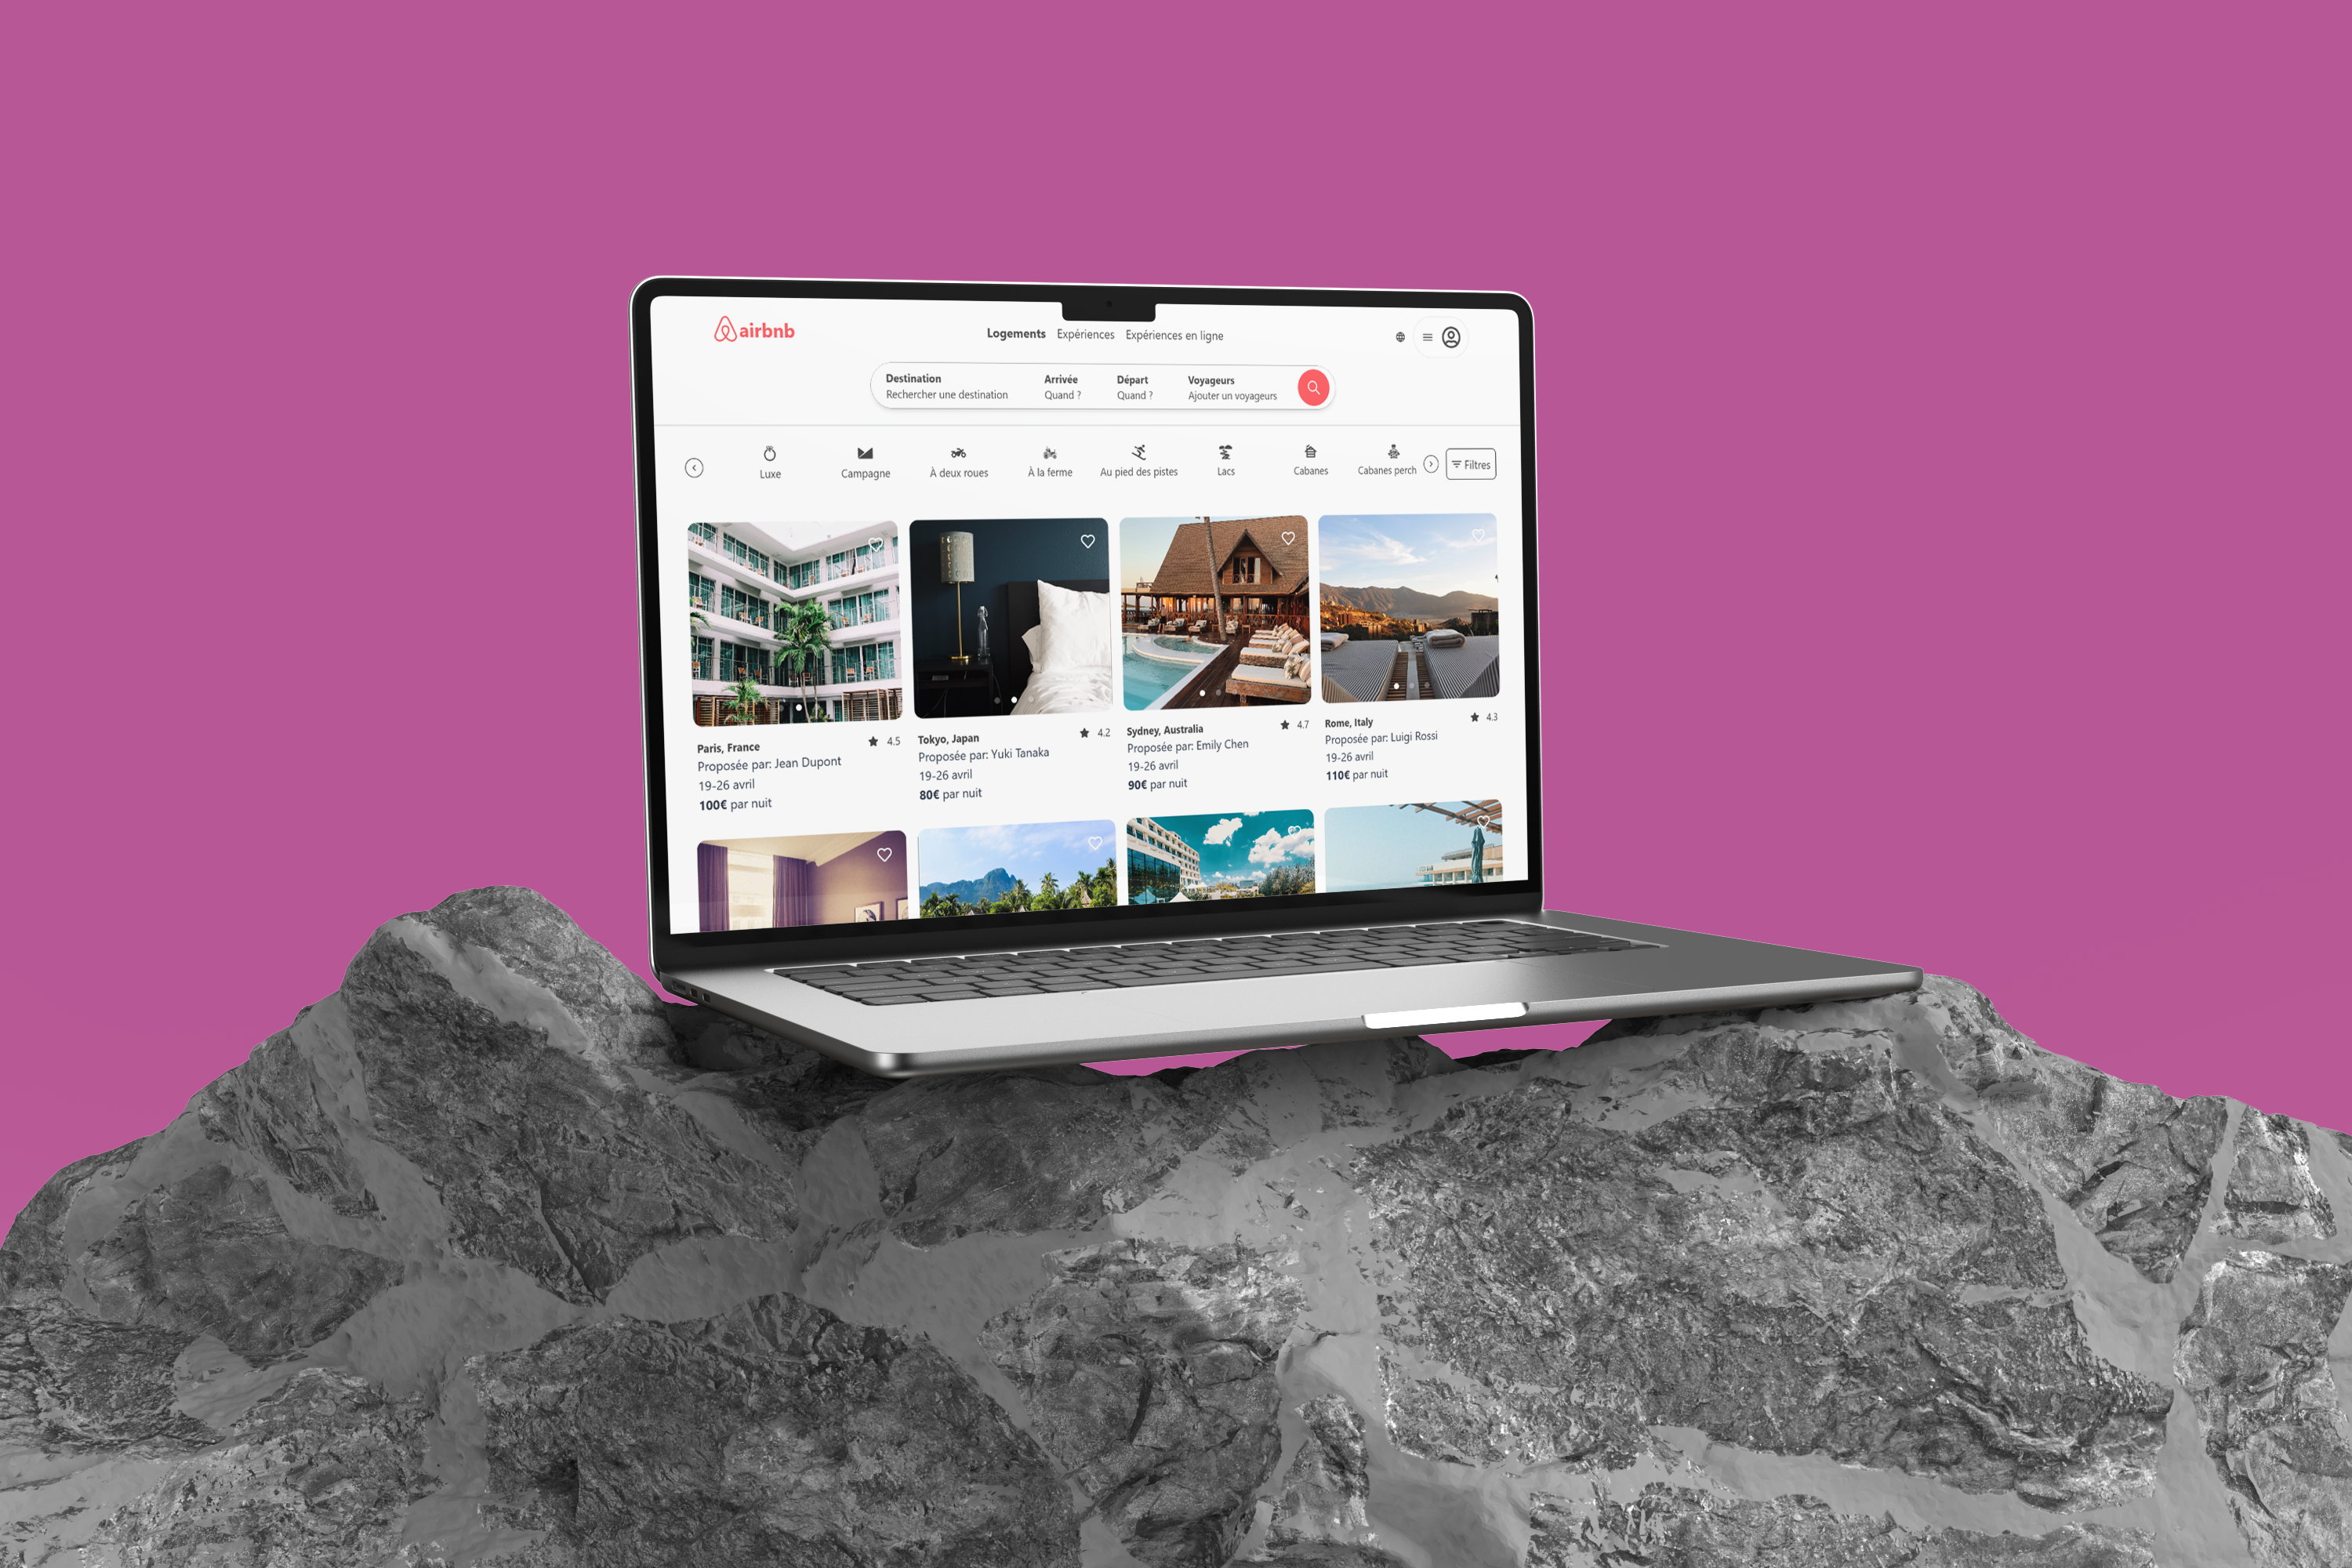 airbnb
Logements Expériences Expériences en ligne
Destination Arrivée Départ Voyageurs
Rechercher une destination Quand ? Quand ? Ajouter un voyageurs
Luxe Campagne À deux roues À la ferme Au pied des pistes Lacs Cabanes Cabanes perch Filtres
Paris, France 4.5
Proposée par: Jean Dupont
19-26 avril
100€ par nuit
Tokyo, Japan 4.2
Proposée par: Yuki Tanaka
19-26 avril
80€ par nuit
Sydney, Australia 4.7
Proposée par: Emily Chen
19-26 avril
90€ par nuit
Rome, Italy 4.3
Proposée par: Luigi Rossi
19-26 avril
110€ par nuit